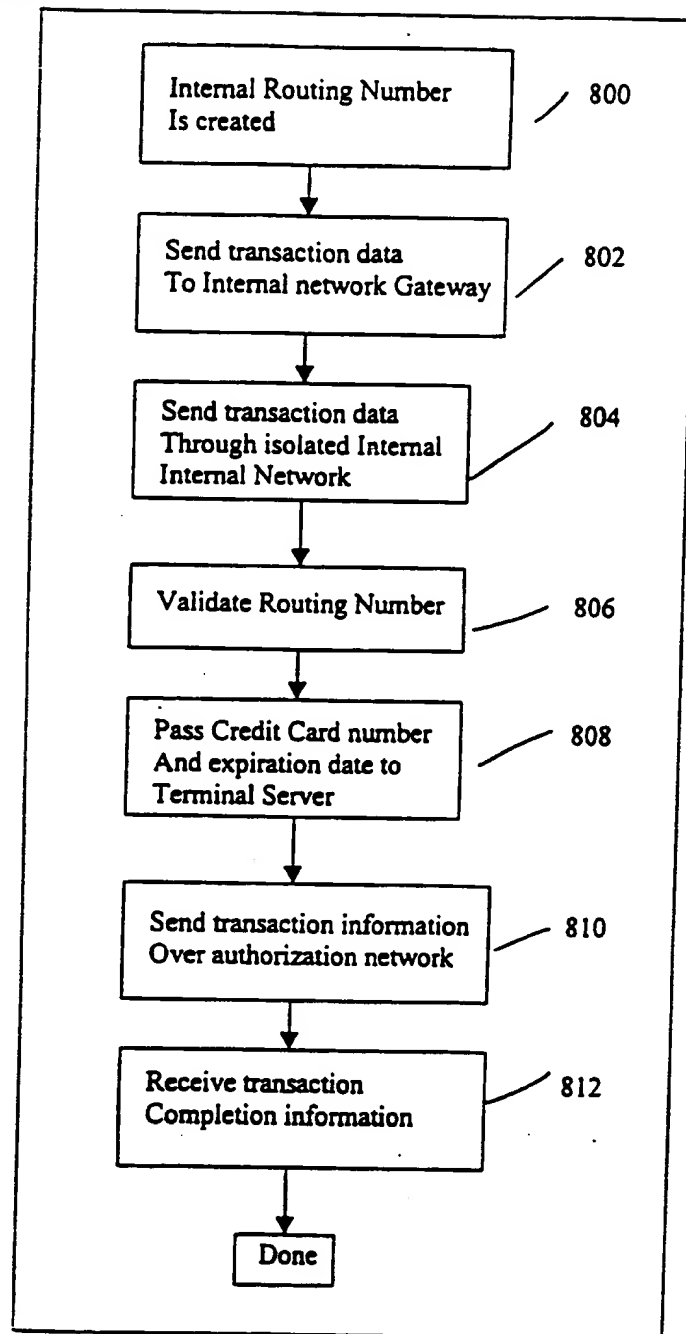 Internal Routing Number
Is created
800
Send transaction data
To Internal network Gateway
802
Send transaction data
Through isolated Internal
Internal Network
804
Validate Routing Number
806
Pass Credit Card number
And expiration date to
Terminal Server
808
Send transaction information
Over authorization network
810
Receive transaction
Completion information
812
Done